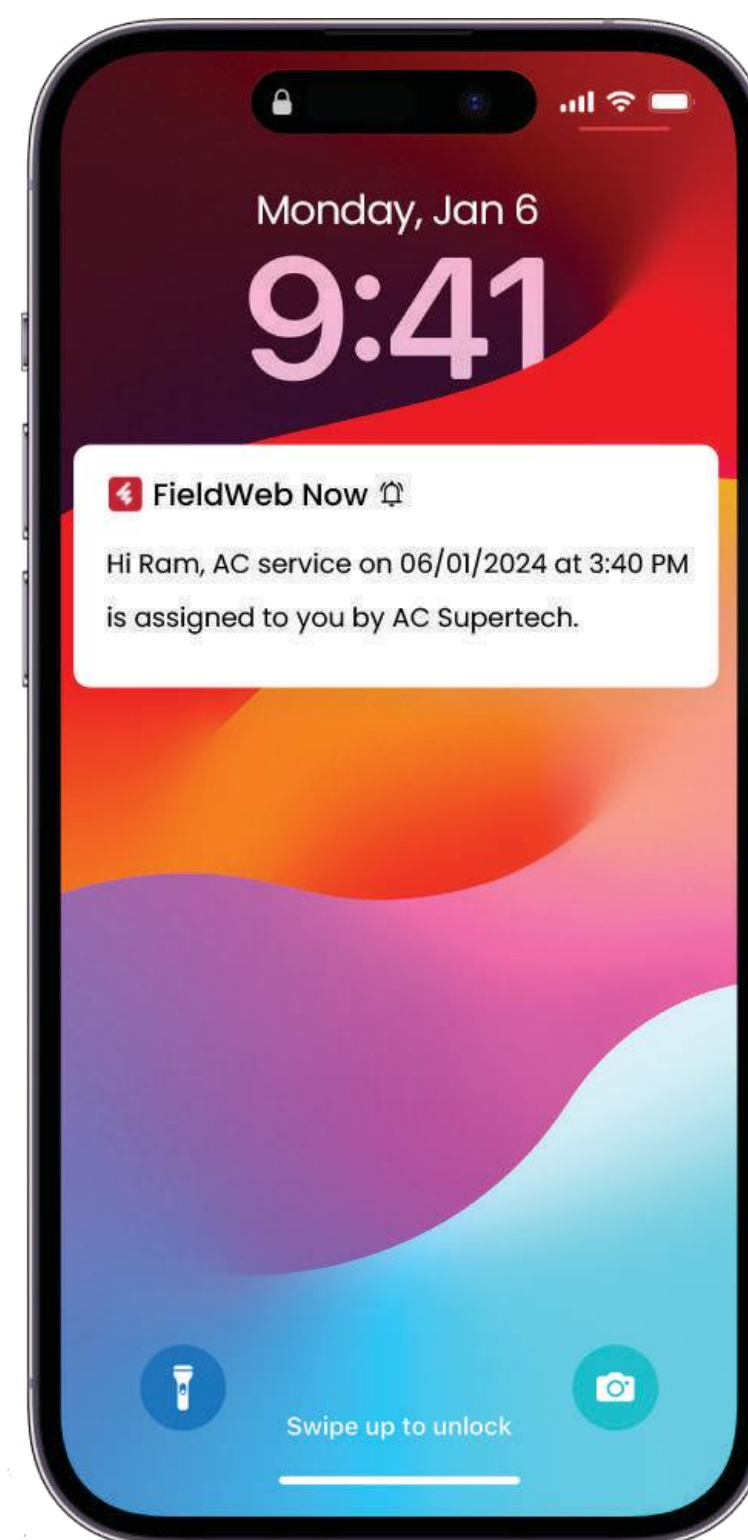 Monday, Jan 6
9:41
FieldWeb Now
Hi Ram, AC service on 06/01/2024 at 3:40 PM
is assigned to you by AC Supertech.
Swipe up to unlock